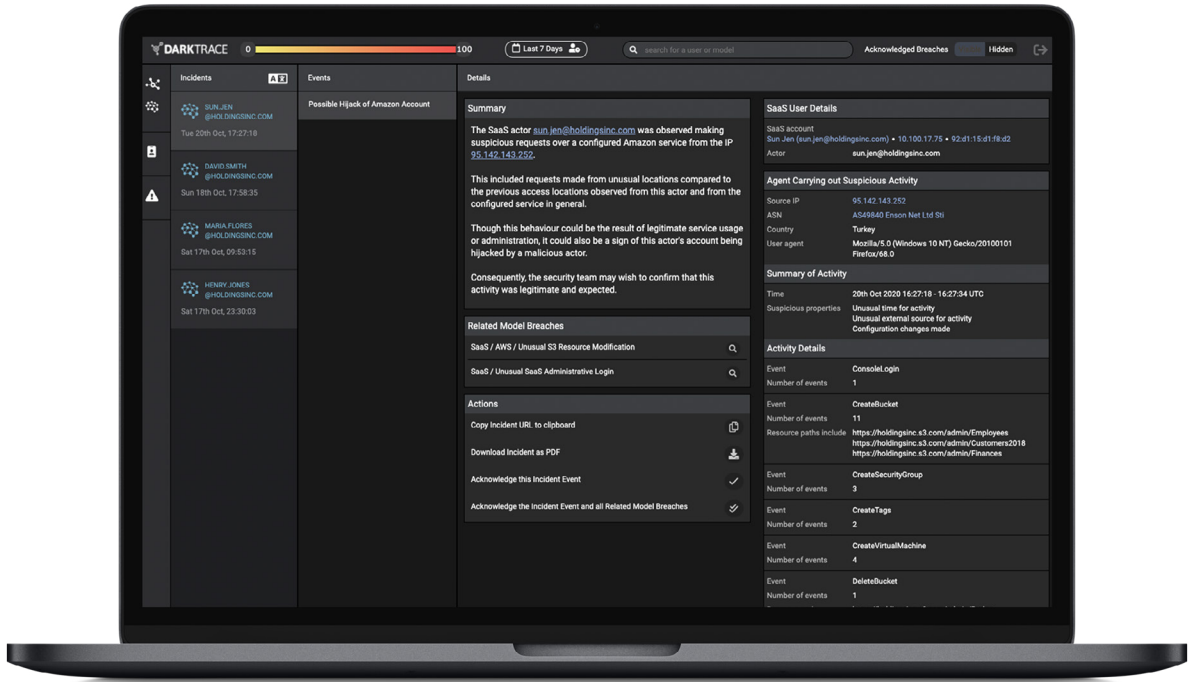 DARKTRACE
0
100
Last 7 Days
search for a user or model
Acknowledged Breaches
Hidden
Incidents
Events
Details
SUN.JEN
@HOLDINGSINC.COM
Tue 20th Oct, 17:27:18
DAVID.SMITH
@HOLDINGSINC.COM
Sun 18th Oct, 17:58:35
MARIA.FLORES
@HOLDINGSINC.COM
Sat 17th Oct, 09:53:15
HENRY.JONES
@HOLDINGSINC.COM
Sat 17th Oct, 23:30:03
Possible Hijack of Amazon Account
Summary
The SaaS actor sun.jen@holdingsinc.com was observed making
suspicious requests over a configured Amazon service from the IP
95.142.143.252.
This included requests made from unusual locations compared to
the previous access locations observed from this actor and from the
configured service in general.
Though this behaviour could be the result of legitimate service usage
or administration, it could also be a sign of this actor's account being
hijacked by a malicious actor.
Consequently, the security team may wish to confirm that this
activity was legitimate and expected.
Related Model Breaches
SaaS / AWS / Unusual S3 Resource Modification
SaaS / Unusual SaaS Administrative Login
Actions
Copy Incident URL to clipboard
Download Incident as PDF
Acknowledge this Incident Event
Acknowledge the Incident Event and all Related Model Breaches
SaaS User Details
SaaS account
Sun Jen (sun.jen@holdingsinc.com) • 10.100.17.75 • 92:d1:15:d1:f8:d2
Actor sun.jen@holdingsinc.com
Agent Carrying out Suspicious Activity
Source IP 95.142.143.252
ASN AS49840 Enson Net Ltd Sti
Country Turkey
User agent Mozilla/5.0 (Windows 10 NT) Gecko/20100101
Firefox/68.0
Summary of Activity
Time 20th Oct 2020 16:27:18 - 16:27:34 UTC
Suspicious properties Unusual time for activity
Unusual external source for activity
Configuration changes made
Activity Details
Event ConsoleLogin
Number of events 1
Event CreateBucket
Number of events 11
Resource paths include https://holdingsinc.s3.com/admin/Employees
https://holdingsinc.s3.com/admin/Customers2018
https://holdingsinc.s3.com/admin/Finances
Event CreateSecurityGroup
Number of events 3
Event CreateTags
Number of events 2
Event CreateVirtualMachine
Number of events 4
Event DeleteBucket
Number of events 1